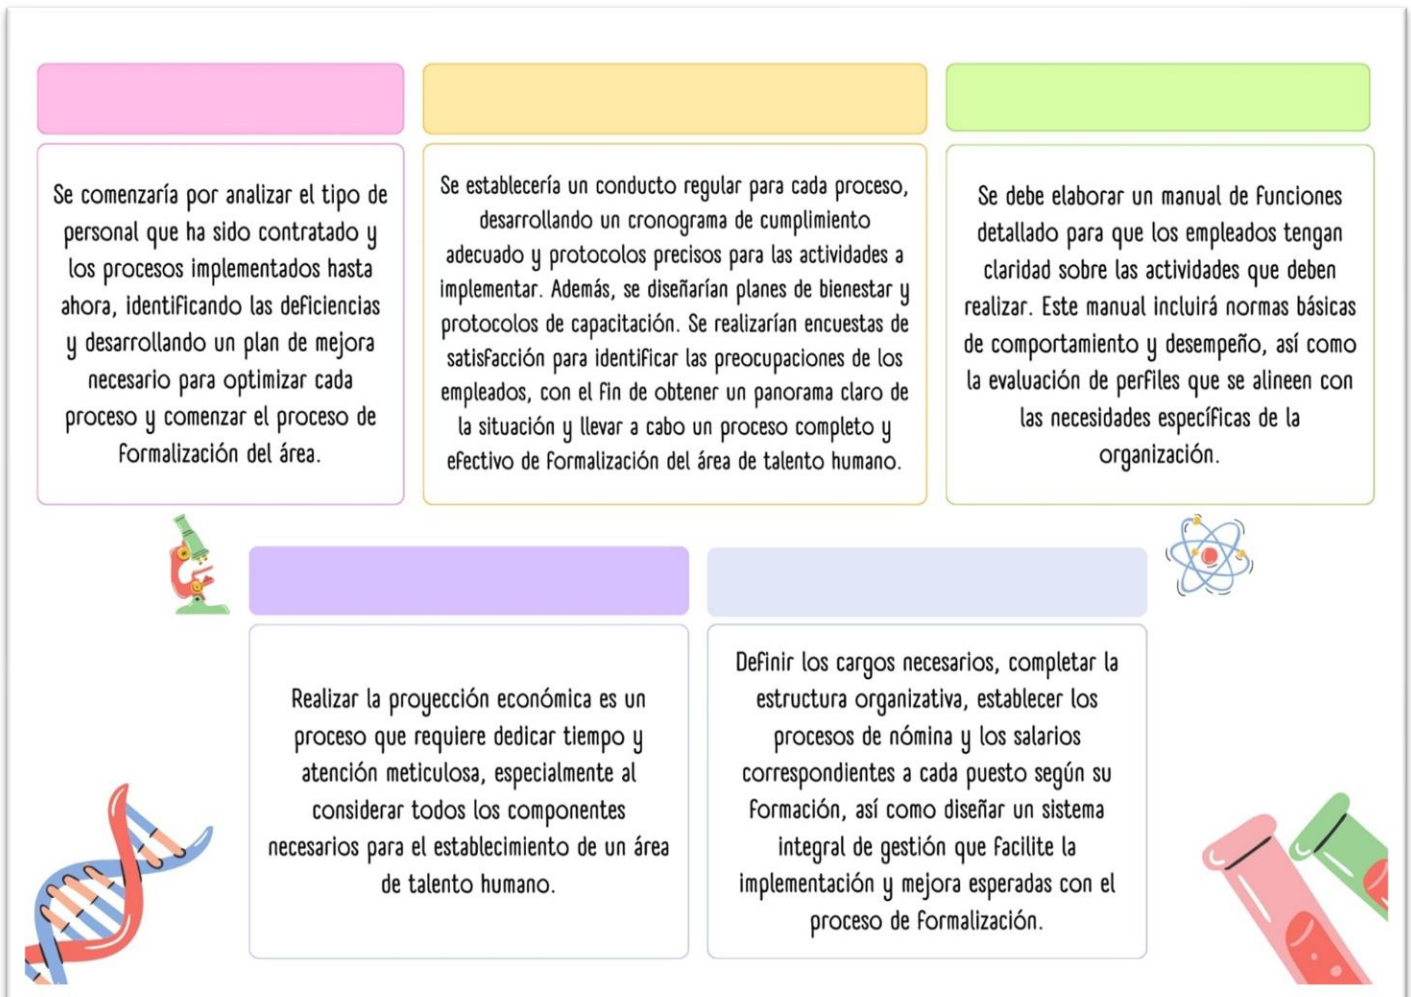 Se comenzaría por analizar el tipo de
personal que ha sido contratado y
los procesos implementados hasta
ahora, identificando las deficiencias
y desarrollando un plan de mejora
necesario para optimizar cada
proceso y comenzar el proceso de
formalización del área.
Se establecería un conducto regular para cada proceso,
desarrollando un cronograma de cumplimiento
adecuado y protocolos precisos para las actividades a
implementar. Además, se diseñarían planes de bienestar y
protocolos de capacitación. Se realizarían encuestas de
satisfacción para identificar las preocupaciones de los
empleados, con el fin de obtener un panorama claro de
la situación y llevar a cabo un proceso completo y
efectivo de formalización del área de talento humano.
Se debe elaborar un manual de funciones
detallado para que los empleados tengan
claridad sobre las actividades que deben
realizar. Este manual incluirá normas básicas
de comportamiento y desempeño, así como
la evaluación de perfiles que se alineen con
las necesidades específicas de la
organización.
Realizar la proyección económica es un
proceso que requiere dedicar tiempo y
atención meticulosa, especialmente al
considerar todos los componentes
necesarios para el establecimiento de un área
de talento humano.
Definir los cargos necesarios, completar la
estructura organizativa, establecer los
procesos de nómina y los salarios
correspondientes a cada puesto según su
formación, así como diseñar un sistema
integral de gestión que facilite la
implementación y mejora esperadas con el
proceso de formalización.